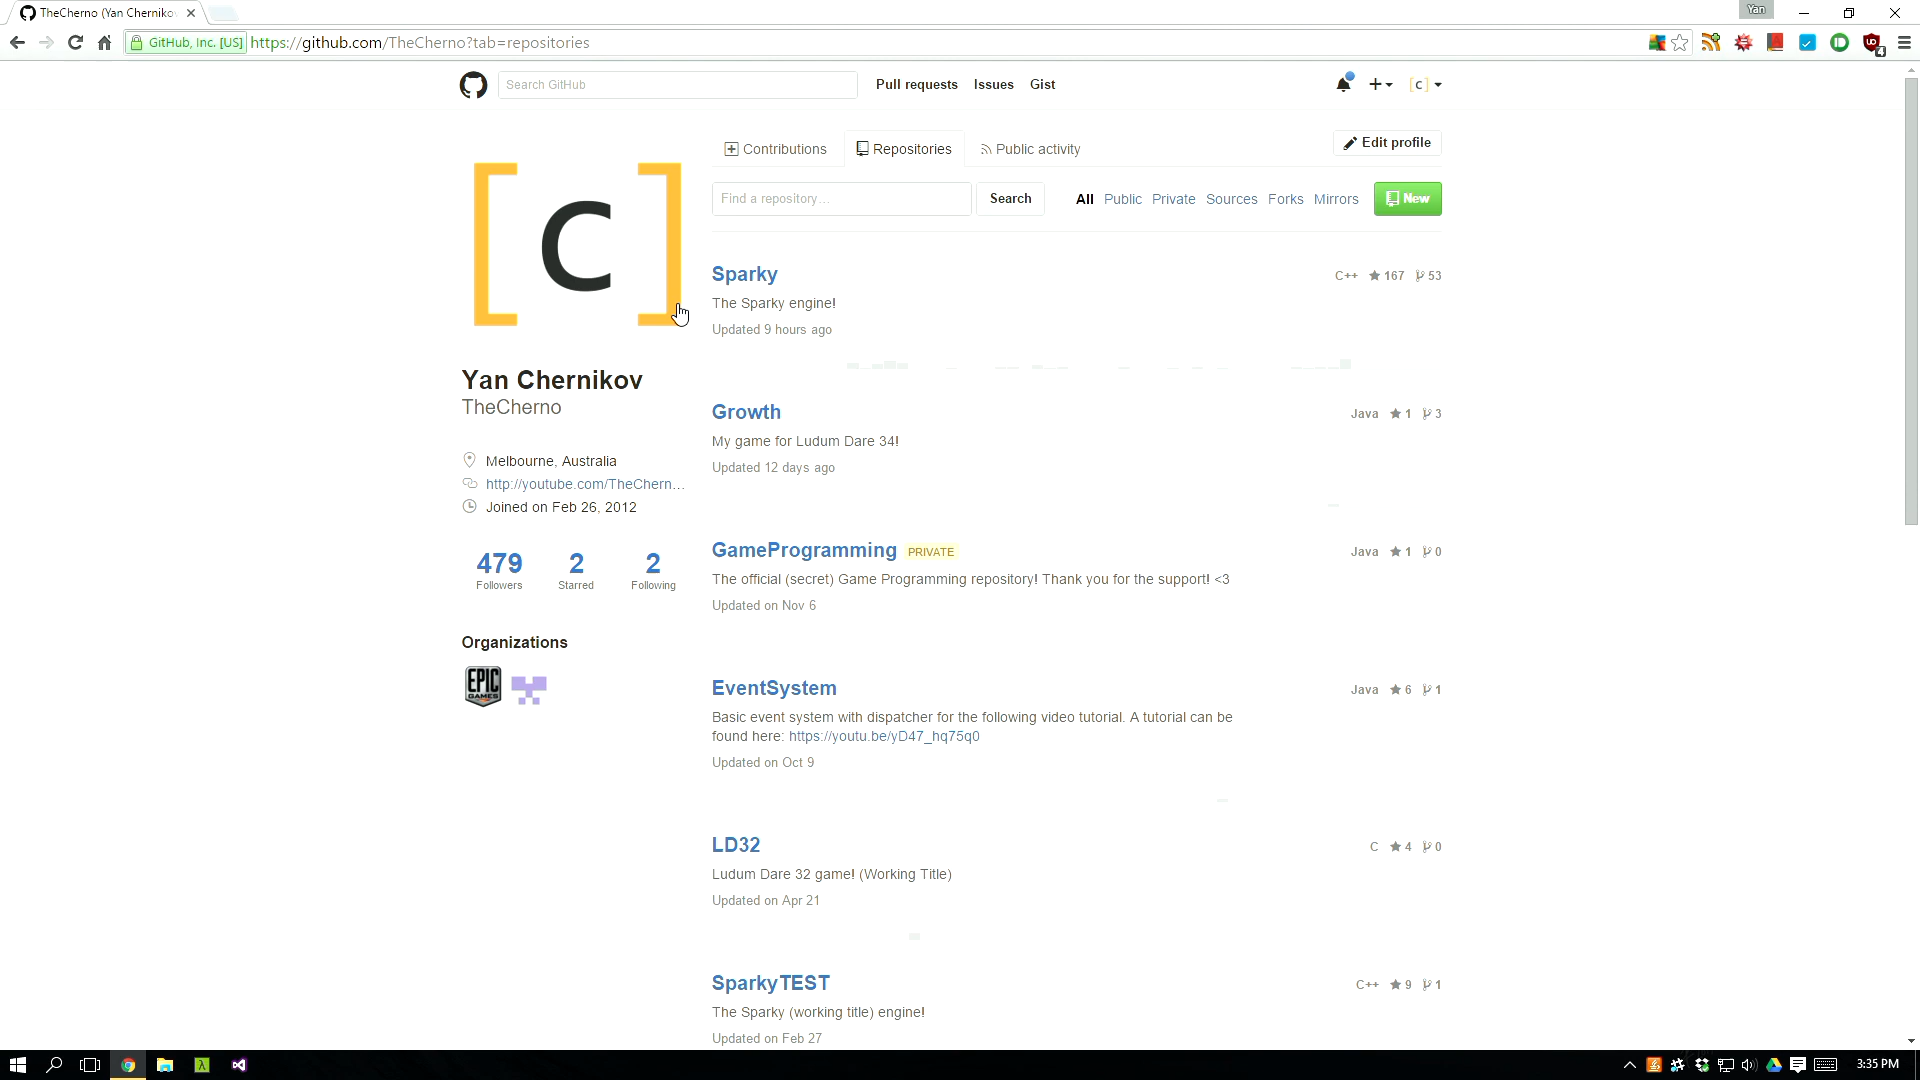 TheCherno (Yan Cherniko
Yan
GitHub, Inc. [US] https://github.com/TheCherno?tab=repositories
4
Search GitHub
Pull requests Issues Gist
[c]
Contributions Repositories Public activity
Edit profile
Find a repository…
Search
All Public Private Sources Forks Mirrors
New
[c]
Yan Chernikov
TheCherno
Melbourne, Australia
http://youtube.com/TheChern…
Joined on Feb 26, 2012
479 2 2
Followers Starred Following
Organizations
EPIC
GAMES
Sparky
C++ 167 53
The Sparky engine!
Updated 9 hours ago
Growth
Java 1 3
My game for Ludum Dare 34!
Updated 12 days ago
GameProgramming PRIVATE
Java 1 0
The official (secret) Game Programming repository! Thank you for the support! <3
Updated on Nov 6
EventSystem
Java 6 1
Basic event system with dispatcher for the following video tutorial. A tutorial can be
found here: https://youtu.be/yD47_hq75q0
Updated on Oct 9
LD32
C 4 0
Ludum Dare 32 game! (Working Title)
Updated on Apr 21
SparkyTEST
C++ 9 1
The Sparky (working title) engine!
Updated on Feb 27
3:35 PM